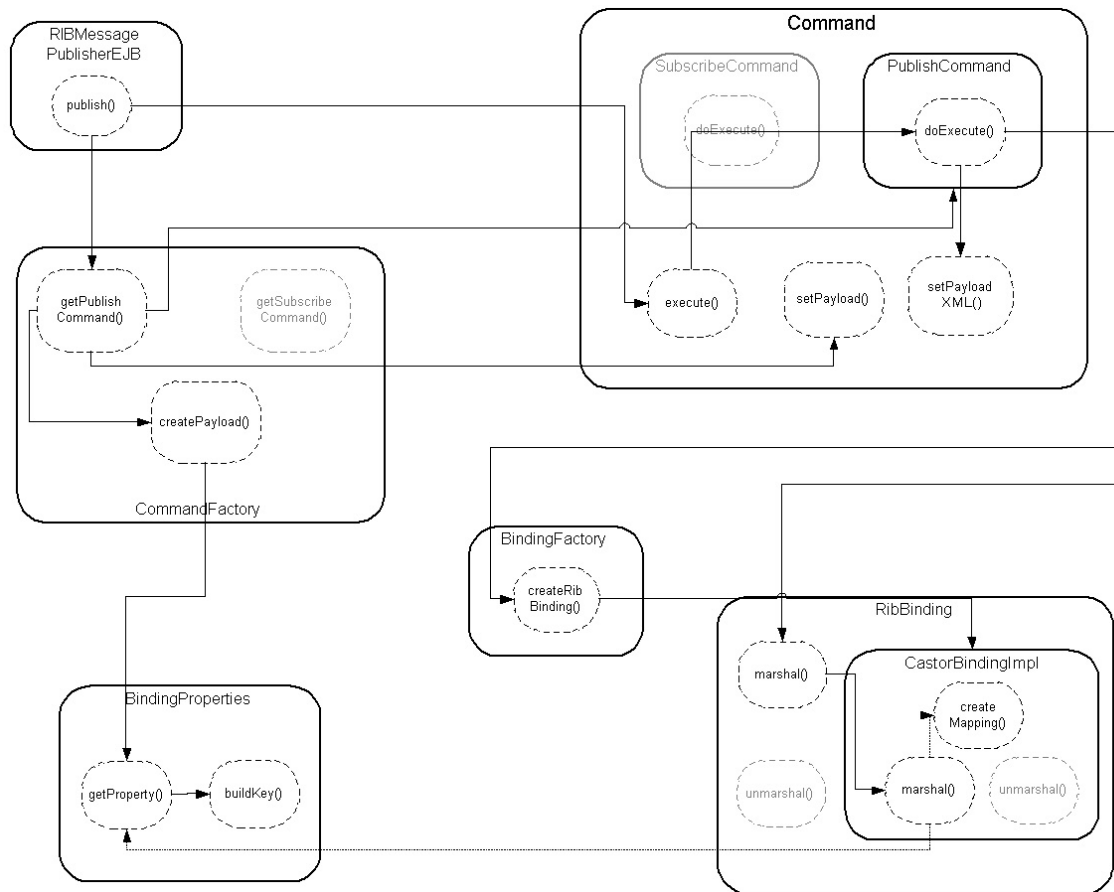 RIBMessage
PublisherEJB
publish()
Command
SubscribeCommand
doExecute()
PublishCommand
doExecute()
getPublish
Command()
getSubscribe
Command()
createPayload()
CommandFactory
execute()
setPayload()
setPayload
XML()
BindingFactory
createRib
Binding()
RibBinding
marshal()
unmarshal()
CastorBindingImpl
create
Mapping()
marshal()
unmarshal()
BindingProperties
getProperty()
buildKey()